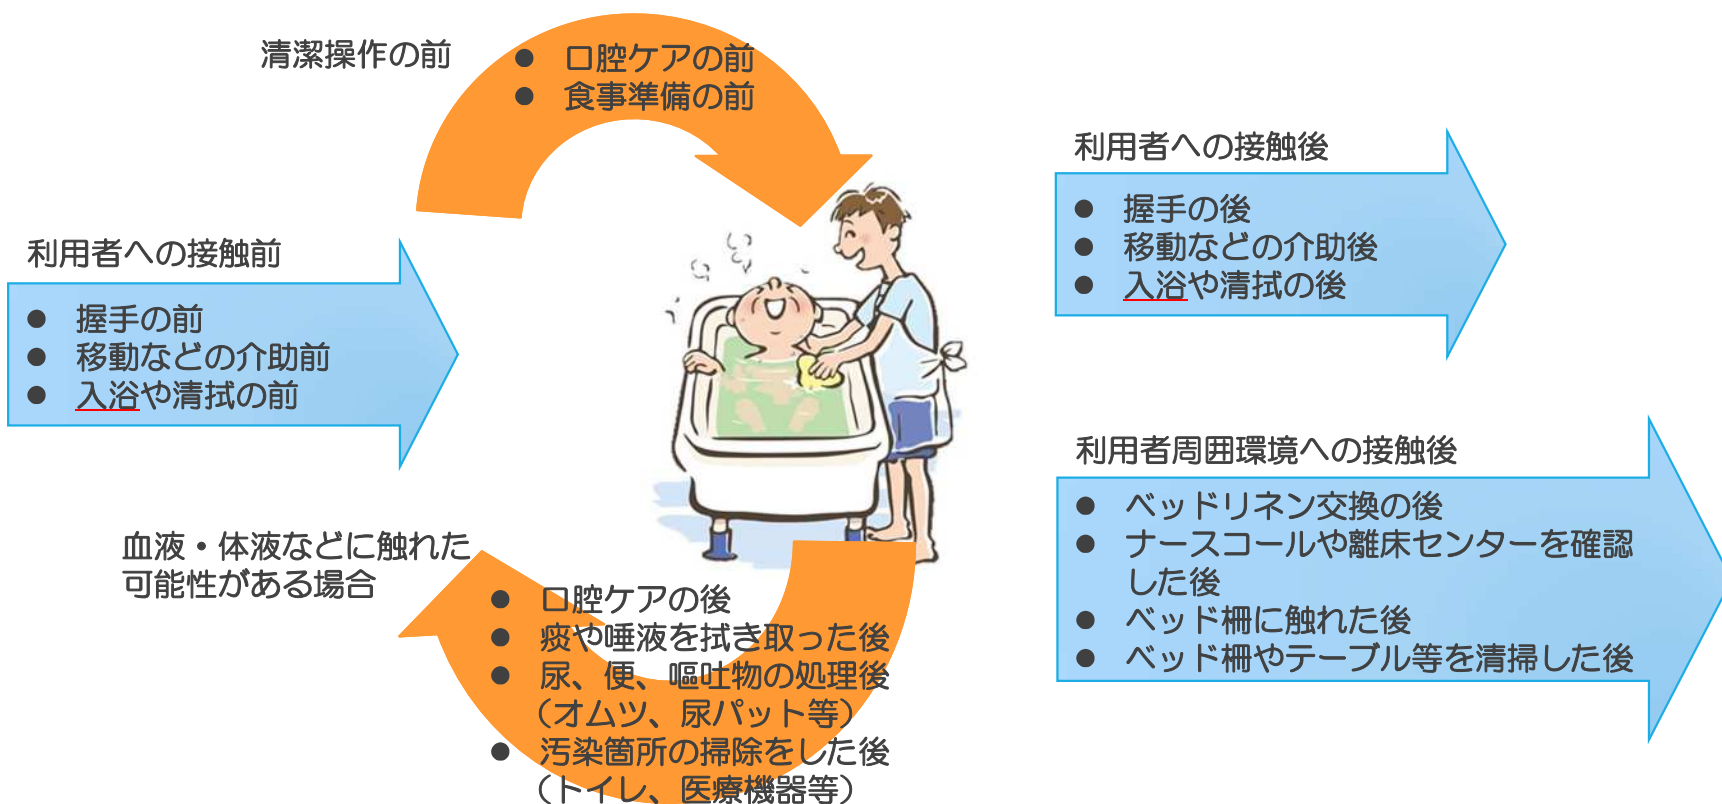 清潔操作の前
● 口腔ケアの前
● 食事準備の前
利用者への接触前
● 握手の前
● 移動などの介助前
● 入浴や清拭の前
血液・体液などに触れた
可能性がある場合
● 口腔ケアの後
● 痰や唾液を拭き取った後
● 尿、便、嘔吐物の処理後
（オムツ、尿パット等）
● 汚染箇所の掃除をした後
（トイレ、医療機器等）
利用者への接触後
● 握手の後
● 移動などの介助後
● 入浴や清拭の後
利用者周囲環境への接触後
● ベッドリネン交換の後
● ナースコールや離床センターを確認
した後
● ベッド柵に触れた後
● ベッド柵やテーブル等を清掃した後